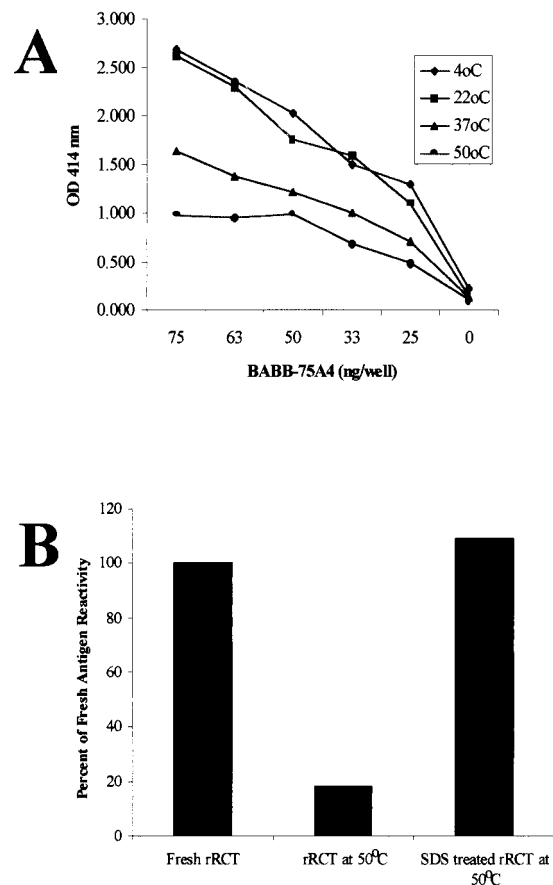 A
3.000
2.500
2.000
1.500
1.000
0.500
0.000
OD 414 nm
4oC
22oC
37oC
50oC
75 63 50 33 25 0
BABB-75A4 (ng/well)
B
120
100
80
60
40
20
0
Percent of Fresh Antigen Reactivity
Fresh rRCT rRCT at 50⁰C SDS treated rRCT at
50⁰C